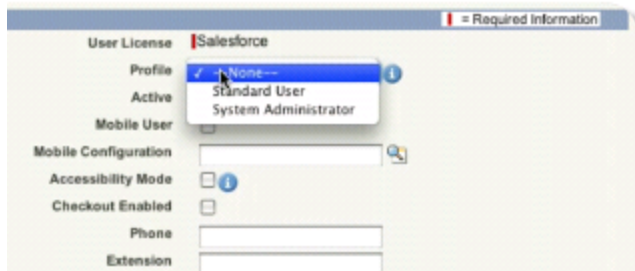 = Required Information
User License Salesforce
Profile --None--
Standard User
Active
System Administrator
Mobile User
Mobile Configuration
Accessibility Mode
Checkout Enabled
Phone
Extension